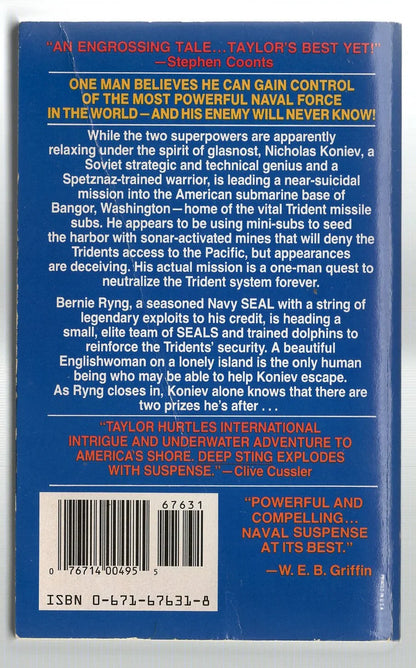 "AN ENGROSSING TALE...TAYLOR'S BEST YET!"
—Stephen Coonts
ONE MAN BELIEVES HE CAN GAIN CONTROL
OF THE MOST POWERFUL NAVAL FORCE
IN THE WORLD—AND HIS ENEMY WILL NEVER KNOW!
While the two superpowers are apparently
relaxing under the spirit of glasnost, Nicholas Koniev, a
Soviet strategic and technical genius and a
Spetznaz-trained warrior, is leading a near-suicidal
mission into the American submarine base of
Bangor, Washington—home of the vital Trident missile
subs. He appears to be using mini-subs to seed
the harbor with sonar-activated mines that will deny the
Tridents access to the Pacific, but appearances
are deceiving. His actual mission is a one-man quest to
neutralize the Trident system forever.
Bernie Ryng, a seasoned Navy SEAL with a string of
legendary exploits to his credit, is heading a
small, elite team of SEALS and trained dolphins to
reinforce the Tridents' security. A beautiful
Englishwoman on a lonely island is the only human
being who may be able to help Koniev escape.
As Ryng closes in, Koniev alone knows that there are
two prizes he's after . . .
"TAYLOR HURTLES INTERNATIONAL
INTRIGUE AND UNDERWATER ADVENTURE TO
AMERICA'S SHORE. DEEP STING EXPLODES
WITH SUSPENSE."—Clive Cussler
67631
0 76714 00495 5
ISBN 0-671-67631-8
"POWERFUL AND
COMPELLING...
NAVAL SUSPENSE
AT ITS BEST."
—W. E. B. Griffin